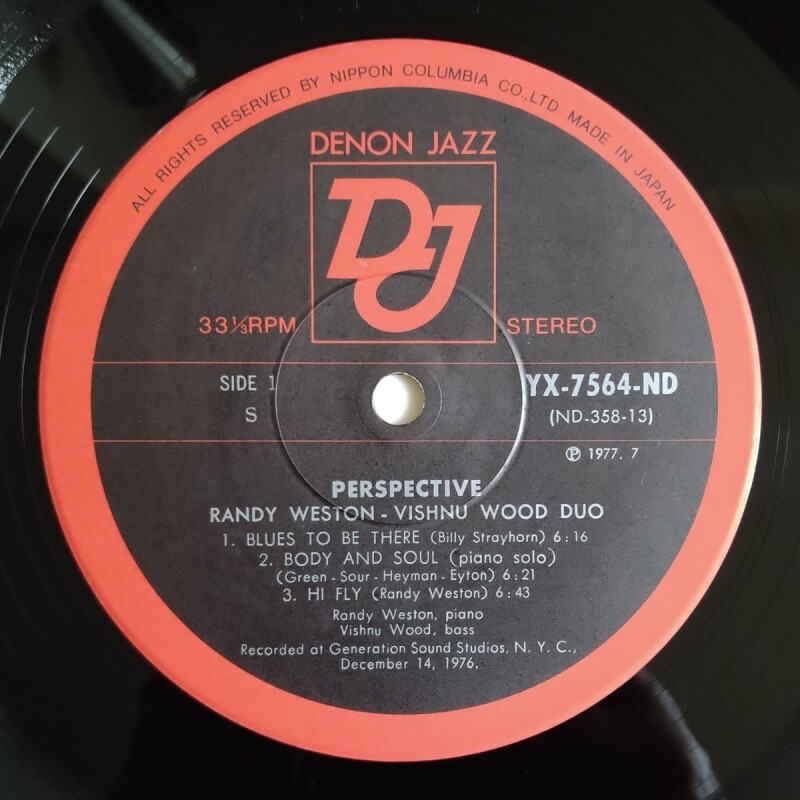 ALL RIGHTS RESERVED BY NIPPON COLUMBIA CO.,LTD MADE IN JAPAN
DENON JAZZ
DJ
33⅓RPM STEREO
SIDE 1 YX-7564-ND
S (ND-358-13)
Ⓟ 1977. 7
PERSPECTIVE
RANDY WESTON - VISHNU WOOD DUO
1. BLUES TO BE THERE (Billy Strayhorn) 6:16
2. BODY AND SOUL (piano solo)
(Green - Sour - Heyman - Eyton) 6:21
3. HI FLY (Randy Weston) 6:43
Randy Weston, piano
Vishnu Wood, bass
Recorded at Generation Sound Studios, N. Y. C.,
December 14, 1976.